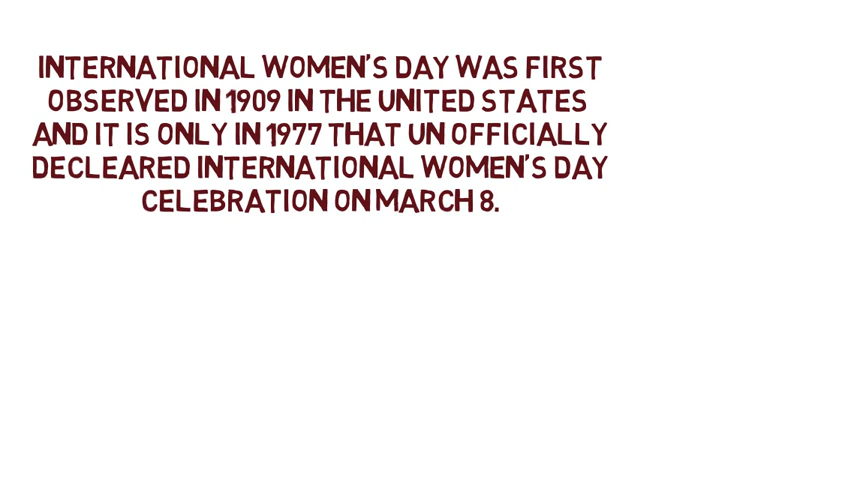 INTERNATIONAL WOMEN'S DAY WAS FIRST
OBSERVED IN 1909 IN THE UNITED STATES
AND IT IS ONLY IN 1977 THAT UN OFFICIALLY
DECLEARED INTERNATIONAL WOMEN'S DAY
CELEBRATION ON MARCH 8.